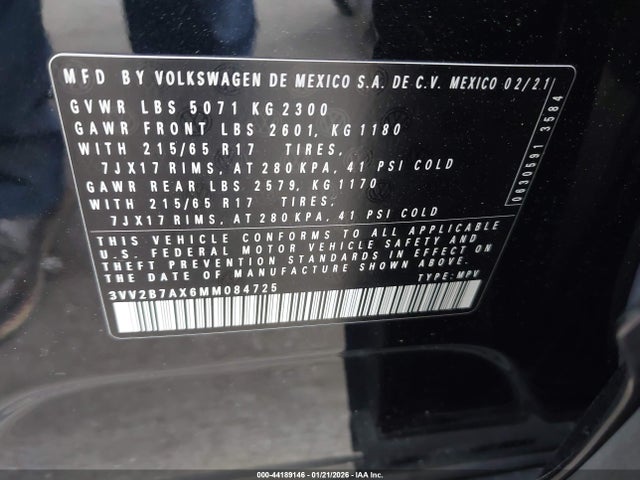 MFD BY VOLKSWAGEN DE MEXICO S.A. DE C.V. MEXICO 02/21
GVWR LBS 5071 KG 2300
GAWR FRONT LBS 2601, KG 1180
WITH 215/65 R17 TIRES,
7JX17 RIMS, AT 280 KPA, 41 PSI COLD
GAWR REAR LBS 2579, KG 1170
WITH 215/65 R17 TIRES,
7JX17 RIMS, AT 280 KPA, 41 PSI COLD
THIS VEHICLE CONFORMS TO ALL APPLICABLE
U.S. FEDERAL MOTOR VEHICLE SAFETY AND
THEFT PREVENTION STANDARDS IN EFFECT ON
THE DATE OF MANUFACTURE SHOWN ABOVE.
3VV2B7AX6MM084725 TYPE: MPV
0630591 3584
000-44189146 - 01/21/2026 - IAAI Inc.